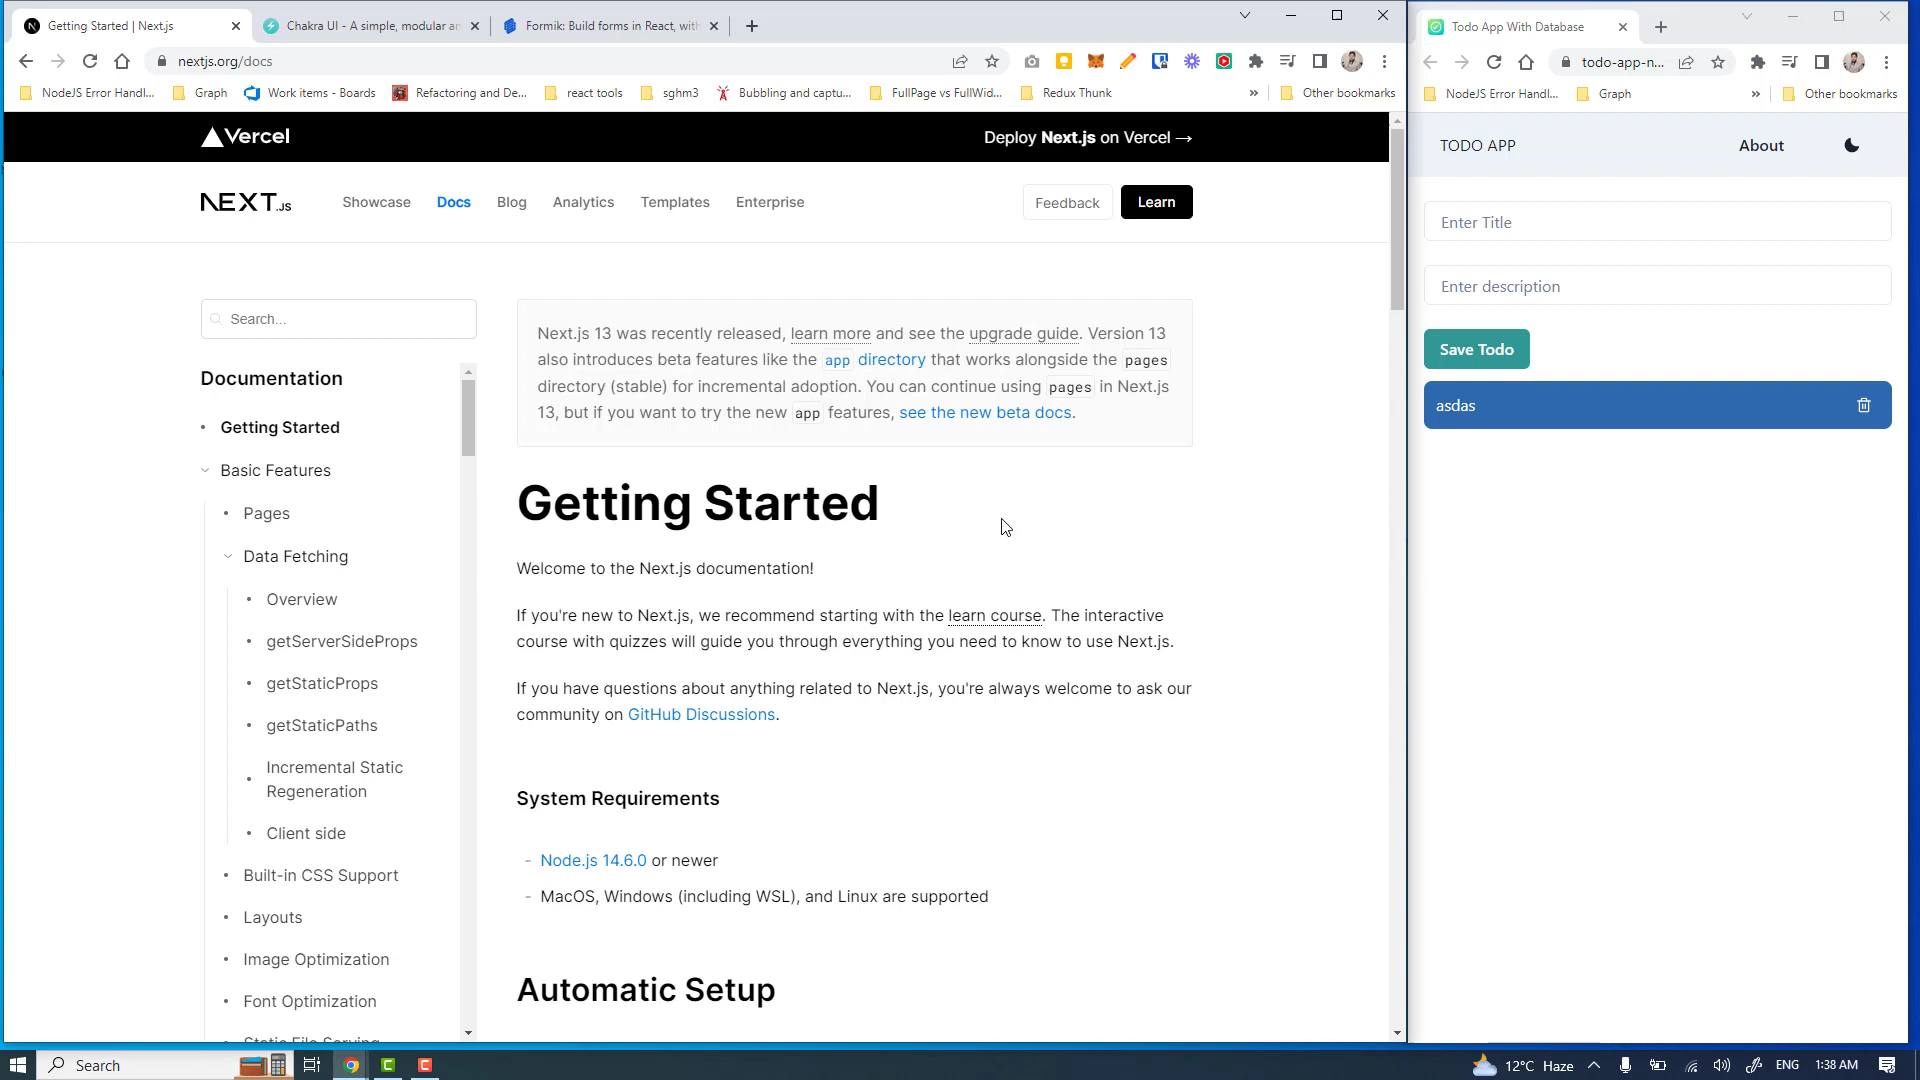 Getting Started | Next.js
Chakra UI - A simple, modular an
Formik: Build forms in React, with
nextjs.org/docs
NodeJS Error Handl...
Graph
Work items - Boards
Refactoring and De...
react tools
sghm3
Bubbling and captu...
FullPage vs FullWid...
Redux Thunk
»
Other bookmarks
Vercel
Deploy Next.js on Vercel →
NEXT.JS
Showcase
Docs
Blog
Analytics
Templates
Enterprise
Feedback
Learn
Search...
Documentation
Getting Started
Basic Features
Pages
Data Fetching
Overview
getServerSideProps
getStaticProps
getStaticPaths
Incremental Static
Regeneration
Client side
Built-in CSS Support
Layouts
Image Optimization
Font Optimization
Static File Serving
Next.js 13 was recently released, learn more and see the upgrade guide. Version 13
also introduces beta features like the app directory that works alongside the pages
directory (stable) for incremental adoption. You can continue using pages in Next.js
13, but if you want to try the new app features, see the new beta docs.
Getting Started
Welcome to the Next.js documentation!
If you're new to Next.js, we recommend starting with the learn course. The interactive
course with quizzes will guide you through everything you need to know to use Next.js.
If you have questions about anything related to Next.js, you're always welcome to ask our
community on GitHub Discussions.
System Requirements
- Node.js 14.6.0 or newer
- MacOS, Windows (including WSL), and Linux are supported
Automatic Setup
Todo App With Database
todo-app-n...
NodeJS Error Handl...
Graph
»
Other bookmarks
TODO APP
About
Enter Title
Enter description
Save Todo
asdas
Search
12°C Haze
ENG
1:38 AM